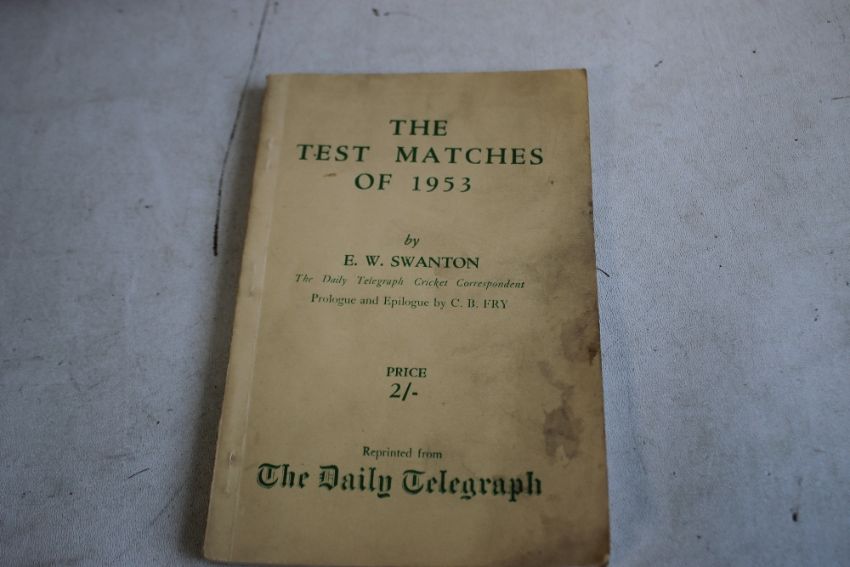 THE
TEST MATCHES
OF 1953
by
E. W. SWANTON
The Daily Telegraph Cricket Correspondent
Prologue and Epilogue by C. B. FRY
PRICE
2/-
Reprinted from
The Daily Telegraph